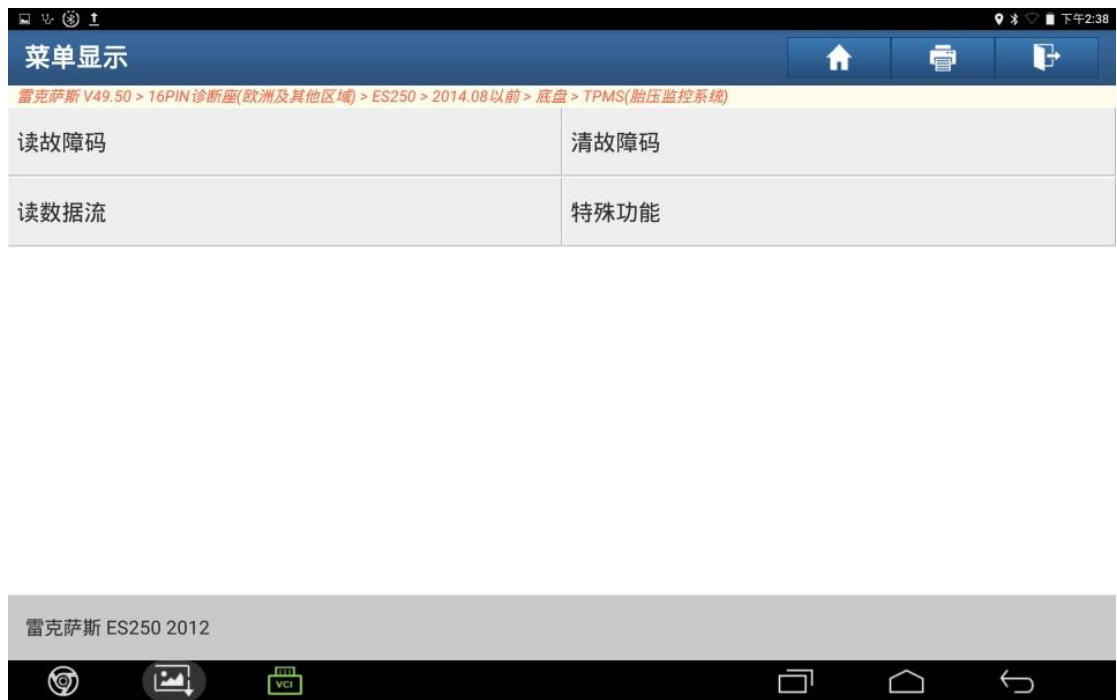 下午2:38
菜单显示
雷克萨斯 V49.50 > 16PIN诊断座(欧洲及其他区域) > ES250 > 2014.08以前 > 底盘 > TPMS(胎压监控系统)
读故障码 清故障码
读数据流 特殊功能
雷克萨斯 ES250 2012
VCI